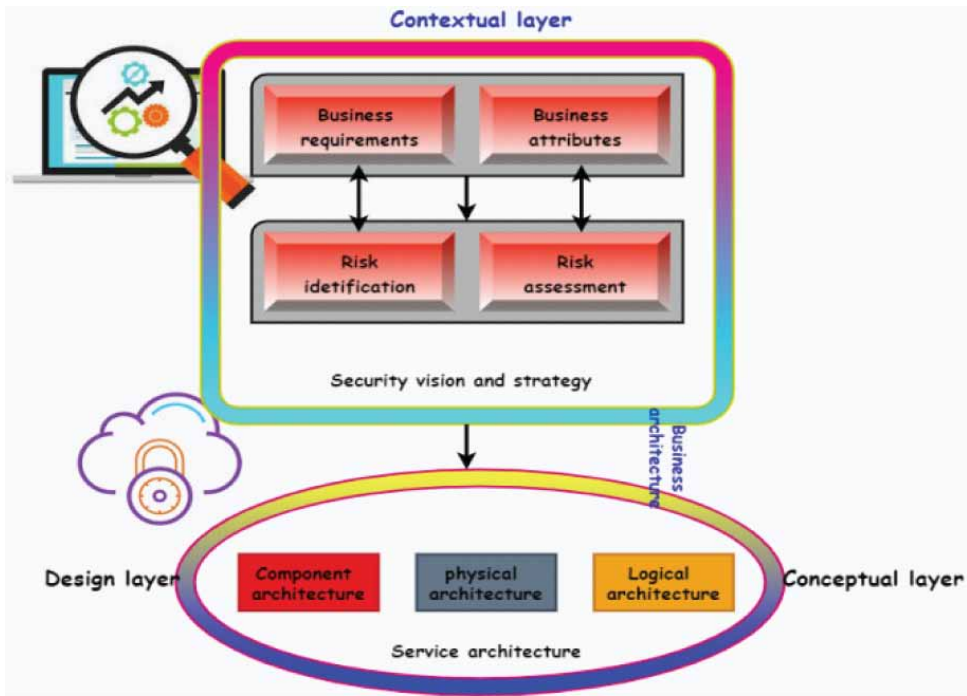 Contextual layer
Business
requirements
Business
attributes
Risk
idetification
Risk
assessment
Security vision and strategy
Business
architecture
Design layer
Component
architecture
physical
architecture
Logical
architecture
Conceptual layer
Service architecture